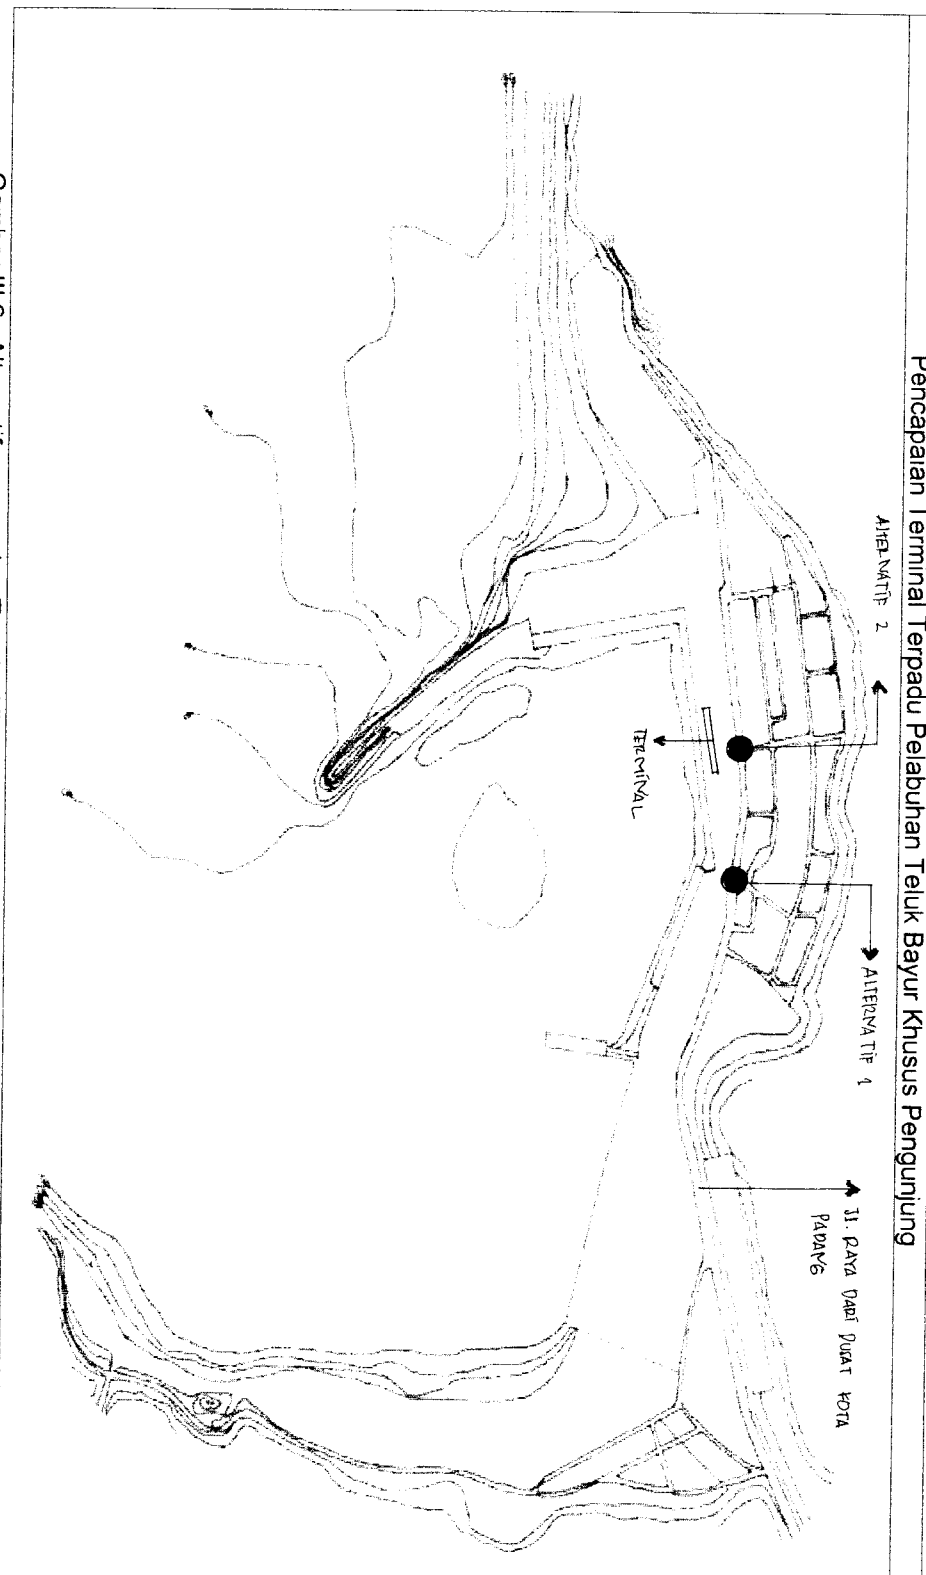 Pencapaian Terminal Terpadu Pelabuhan Teluk Bayur Khusus Pengunjung
ALTERNATIF 2
ALTERNATIF 1
TERMINAL
Jl. RAYA DARI PUSAT KOTA
PADANG